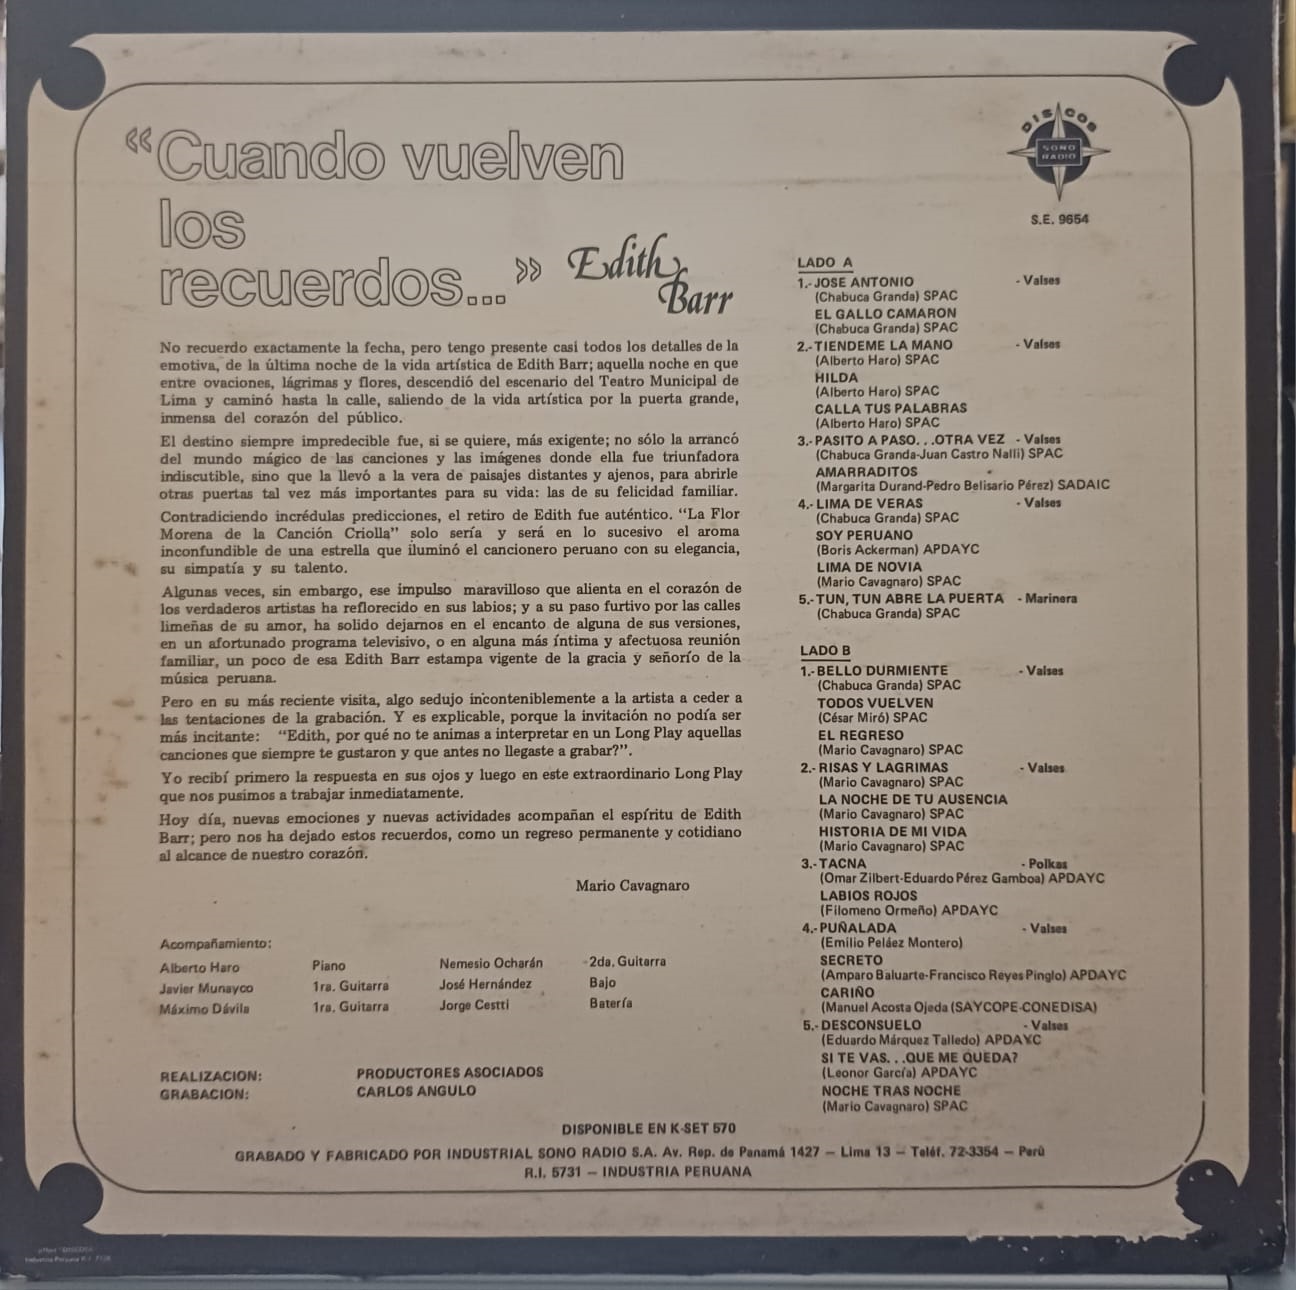 «Cuando vuelven
los
recuerdos...»
Edith
Barr
No recuerdo exactamente la fecha, pero tengo presente casi todos los detalles de la
emotiva, de la última noche de la vida artística de Edith Barr; aquella noche en que
entre ovaciones, lágrimas y flores, descendió del escenario del Teatro Municipal de
Lima y caminó hasta la calle, saliendo de la vida artística por la puerta grande,
inmensa del corazón del público.
El destino siempre impredecible fue, si se quiere, más exigente; no sólo la arrancó
del mundo mágico de las canciones y las imágenes donde ella fue triunfadora
indiscutible, sino que la llevó a la vera de paisajes distantes y ajenos, para abrirle
otras puertas tal vez más importantes para su vida: las de su felicidad familiar.
Contradiciendo incrédulas predicciones, el retiro de Edith fue auténtico. "La Flor
Morena de la Canción Criolla" solo sería y será en lo sucesivo el aroma
inconfundible de una estrella que iluminó el cancionero peruano con su elegancia,
su simpatía y su talento.
Algunas veces, sin embargo, ese impulso maravilloso que alienta en el corazón de
los verdaderos artistas ha reflorecido en sus labios; y a su paso furtivo por las calles
limeñas de su amor, ha solido dejarnos en el encanto de alguna de sus versiones,
en un afortunado programa televisivo, o en alguna más íntima y afectuosa reunión
familiar, un poco de esa Edith Barr estampa vigente de la gracia y señorío de la
música peruana.
Pero en su más reciente visita, algo sedujo inconteniblemente a la artista a ceder a
las tentaciones de la grabación. Y es explicable, porque la invitación no podía ser
más incitante: "Edith, por qué no te animas a interpretar en un Long Play aquellas
canciones que siempre te gustaron y que antes no llegaste a grabar?".
Yo recibí primero la respuesta en sus ojos y luego en este extraordinario Long Play
que nos pusimos a trabajar inmediatamente.
Hoy día, nuevas emociones y nuevas actividades acompañan el espíritu de Edith
Barr; pero nos ha dejado estos recuerdos, como un regreso permanente y cotidiano
al alcance de nuestro corazón.
Mario Cavagnaro
Acompañamiento:
Alberto Haro Piano Nemesio Ocharán 2da. Guitarra
Javier Munayco 1ra. Guitarra José Hernández Bajo
Máximo Dávila 1ra. Guitarra Jorge Cestti Batería
REALIZACION: PRODUCTORES ASOCIADOS
GRABACION: CARLOS ANGULO
DISCOS
SONO
RADIO
S.E. 9654
LADO A
1.- JOSE ANTONIO - Valses
(Chabuca Granda) SPAC
EL GALLO CAMARON
(Chabuca Granda) SPAC
2.- TIENDEME LA MANO - Valses
(Alberto Haro) SPAC
HILDA
(Alberto Haro) SPAC
CALLA TUS PALABRAS
(Alberto Haro) SPAC
3.- PASITO A PASO. . .OTRA VEZ - Valses
(Chabuca Granda-Juan Castro Nalli) SPAC
AMARRADITOS
(Margarita Durand-Pedro Belisario Pérez) SADAIC
4.- LIMA DE VERAS - Valses
(Chabuca Granda) SPAC
SOY PERUANO
(Boris Ackerman) APDAYC
LIMA DE NOVIA
(Mario Cavagnaro) SPAC
5.- TUN, TUN ABRE LA PUERTA - Marinera
(Chabuca Granda) SPAC
LADO B
1.- BELLO DURMIENTE - Valses
(Chabuca Granda) SPAC
TODOS VUELVEN
(César Miró) SPAC
EL REGRESO
(Mario Cavagnaro) SPAC
2.- RISAS Y LAGRIMAS - Valses
(Mario Cavagnaro) SPAC
LA NOCHE DE TU AUSENCIA
(Mario Cavagnaro) SPAC
HISTORIA DE MI VIDA
(Mario Cavagnaro) SPAC
3.- TACNA - Polkas
(Omar Zilbert-Eduardo Pérez Gamboa) APDAYC
LABIOS ROJOS
(Filomeno Ormeño) APDAYC
4.- PUÑALADA - Valses
(Emilio Peláez Montero)
SECRETO
(Amparo Baluarte-Francisco Reyes Pinglo) APDAYC
CARIÑO
(Manuel Acosta Ojeda (SAYCOPE-CONEDISA)
5.- DESCONSUELO - Valses
(Eduardo Márquez Talledo) APDAYC
SI TE VAS. . .QUE ME QUEDA?
(Leonor García) APDAYC
NOCHE TRAS NOCHE
(Mario Cavagnaro) SPAC
DISPONIBLE EN K-SET 570
GRABADO Y FABRICADO POR INDUSTRIAL SONO RADIO S.A. Av. Rep. de Panamá 1427 — Lima 13 — Teléf. 72-3354 — Perú
R.I. 5731 — INDUSTRIA PERUANA
Industria Peruana R.I.